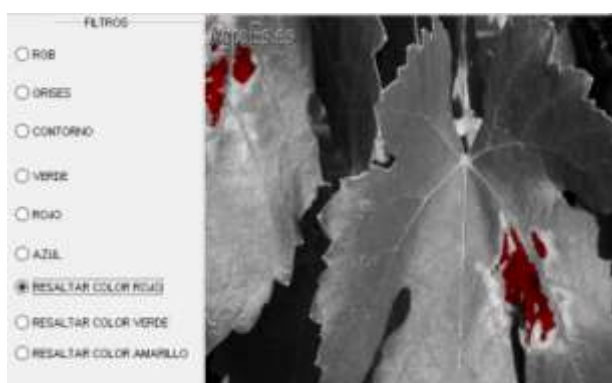 FILTROS
RGB
GRISES
CONTORNO
VERDE
ROJO
AZUL
RESALTAR COLOR ROJO
RESALTAR COLOR VERDE
RESALTAR COLOR AMARILLO